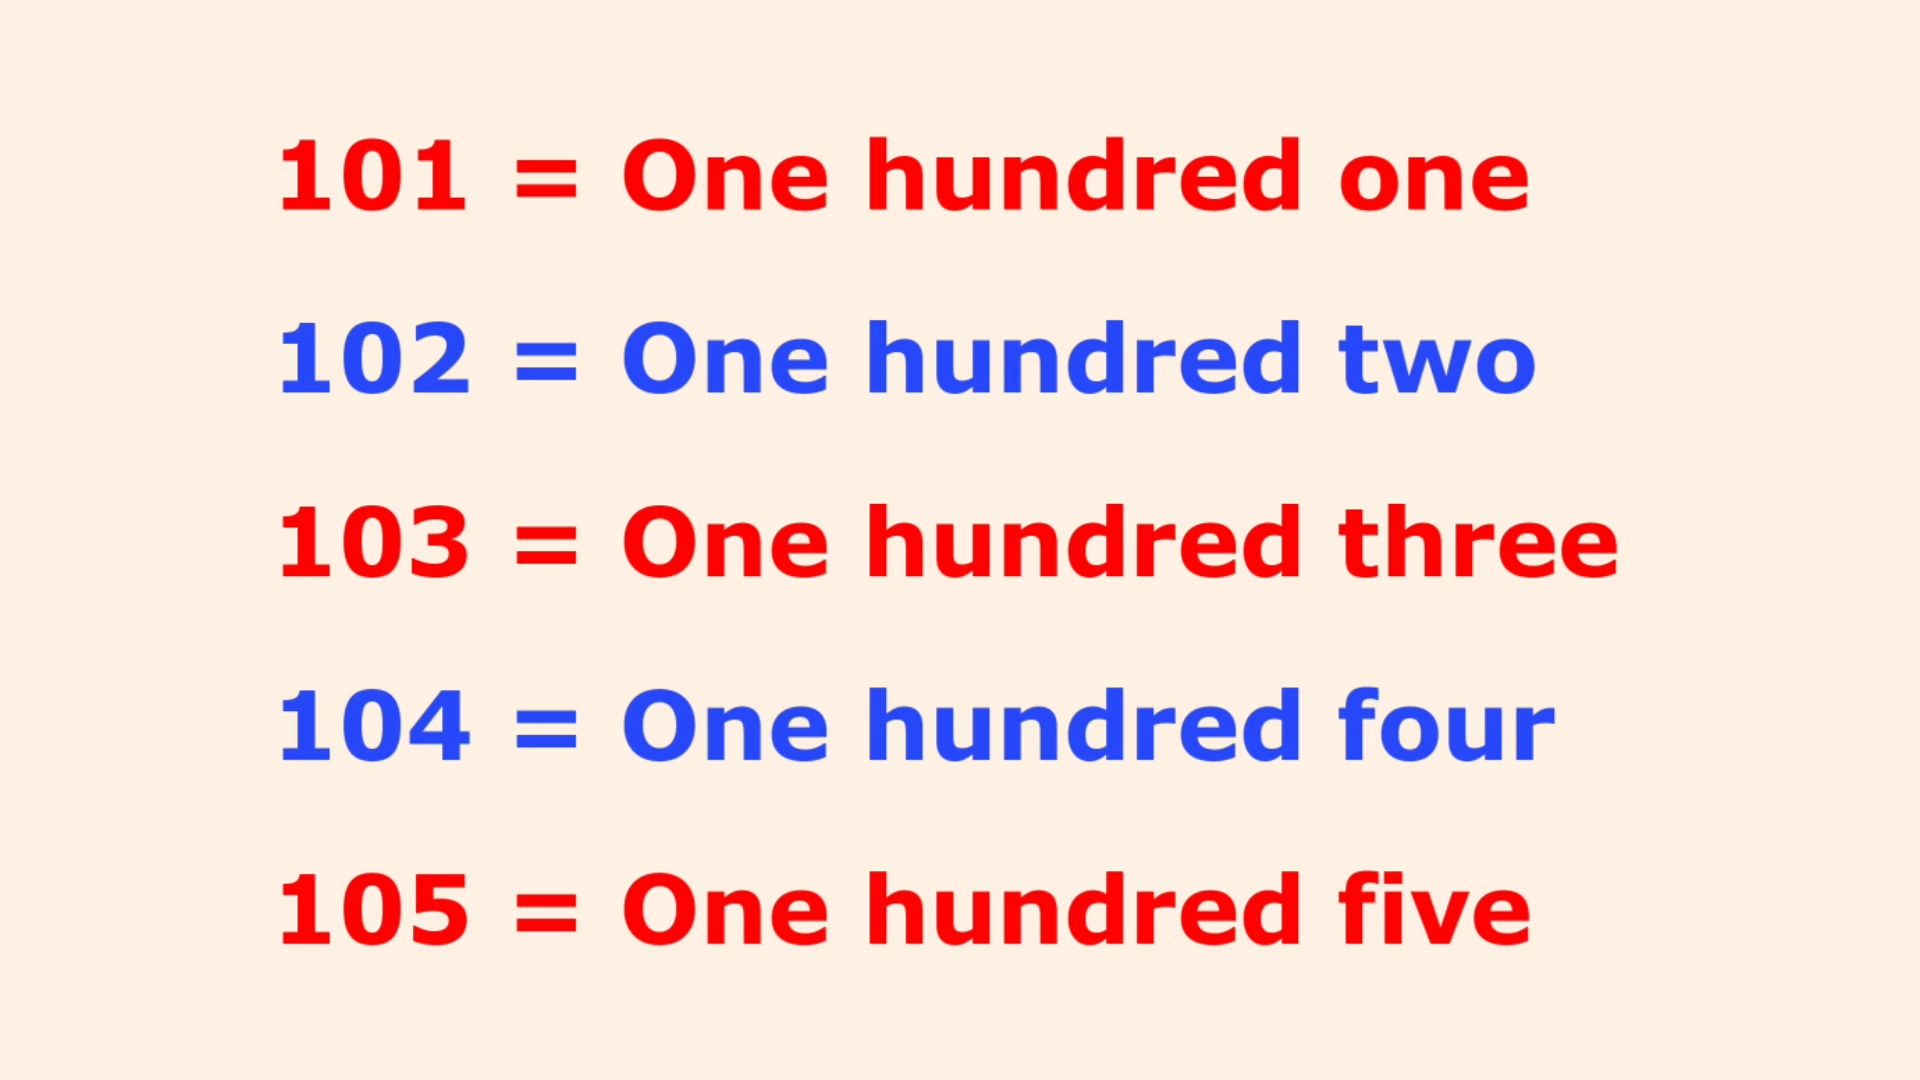 101 = One hundred one
102 = One hundred two
103 = One hundred three
104 = One hundred four
105 = One hundred five